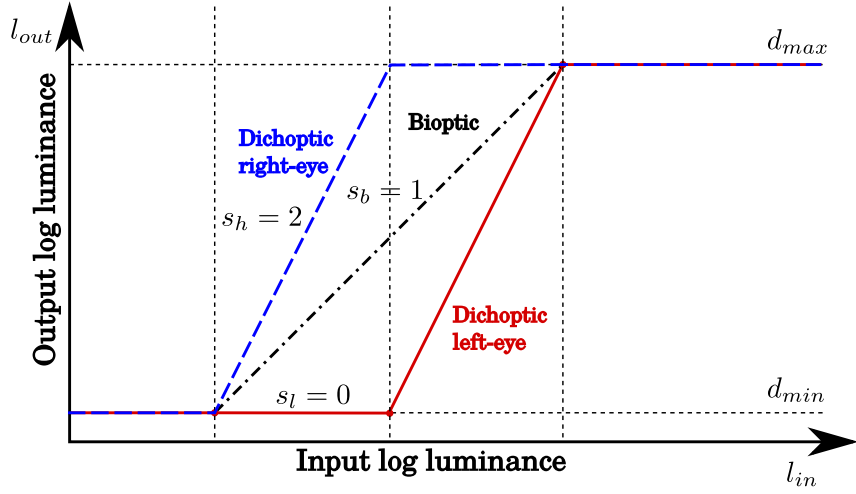 l_out
d_max
Output log luminance
Dichoptic
right-eye
Bioptic
s_b = 1
s_h = 2
Dichoptic
left-eye
s_l = 0
d_min
Input log luminance
l_in